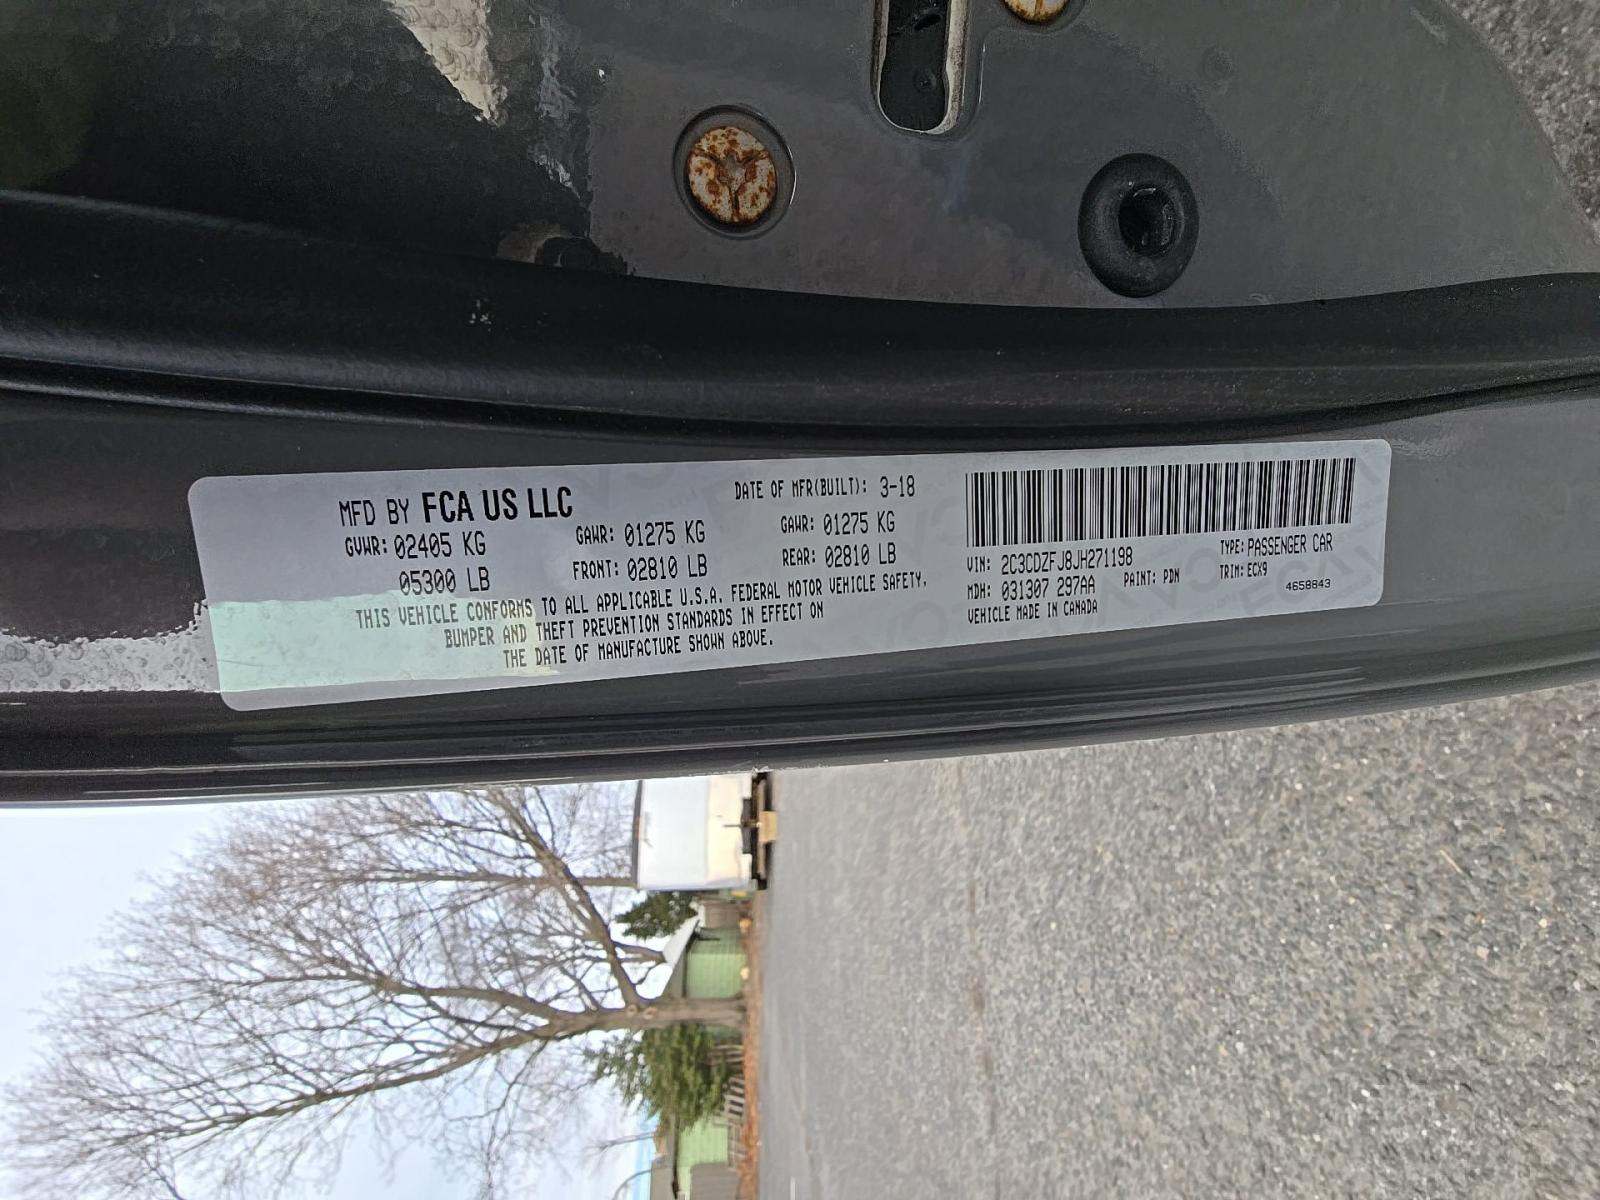 MFD BY FCA US LLC
DATE OF MFR(BUILT): 3-18
GVWR: 02405 KG
05300 LB
GAWR: 01275 KG
FRONT: 02810 LB
GAWR: 01275 KG
REAR: 02810 LB
THIS VEHICLE CONFORMS TO ALL APPLICABLE U.S.A. FEDERAL MOTOR VEHICLE SAFETY,
BUMPER AND THEFT PREVENTION STANDARDS IN EFFECT ON
THE DATE OF MANUFACTURE SHOWN ABOVE.
VIN: 2C3CDZFJ8JH271198
TYPE: PASSENGER CAR
MDH: 031307 297AA
PAINT: PDN
TRIM: ECX9
VEHICLE MADE IN CANADA
4658843